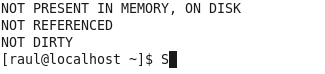 NOT PRESENT IN MEMORY, ON DISK
NOT REFERENCED
NOT DIRTY
[raul@localhost ~]$ S